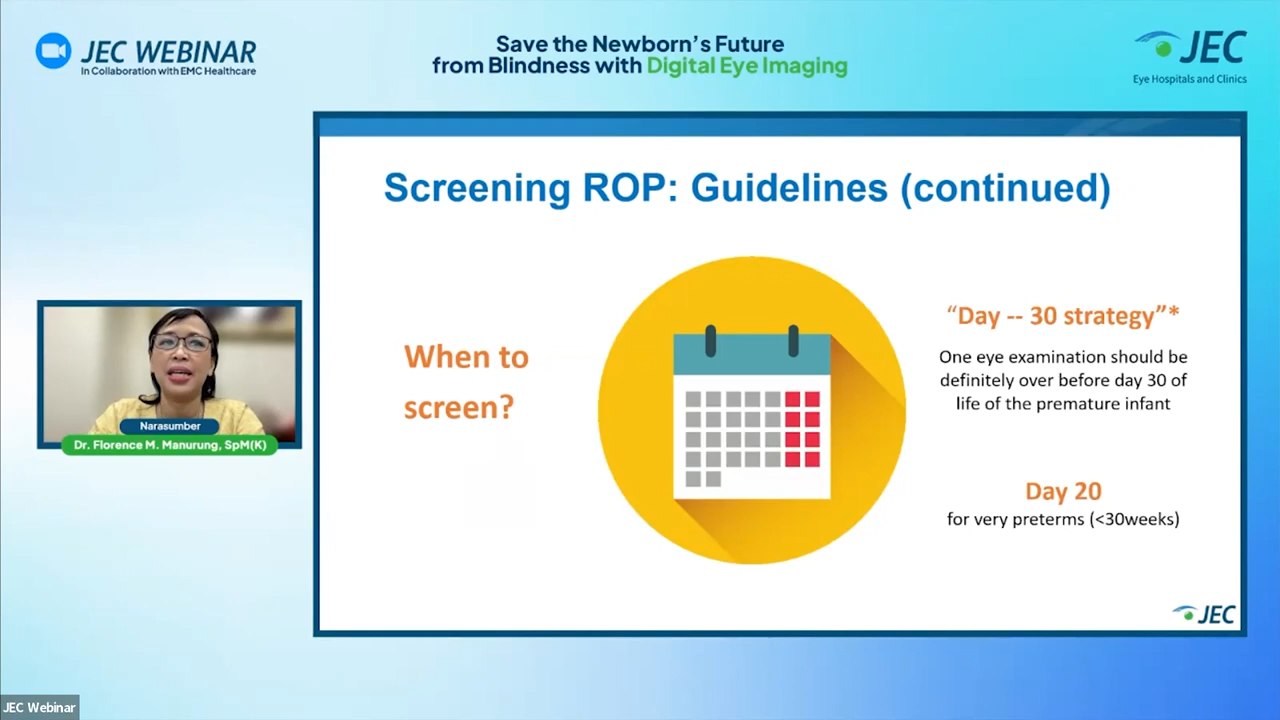 JEC WEBINAR
In Collaboration with EMC Healthcare
Save the Newborn's Future
from Blindness with Digital Eye Imaging
JEC
Eye Hospitals and Clinics
Screening ROP: Guidelines (continued)
When to
screen?
“Day -- 30 strategy”*
One eye examination should be
definitely over before day 30 of
life of the premature infant
Day 20
for very preterms (<30weeks)
Narasumber
Dr. Florence M. Manurung, SpM(K)
JEC
JEC Webinar